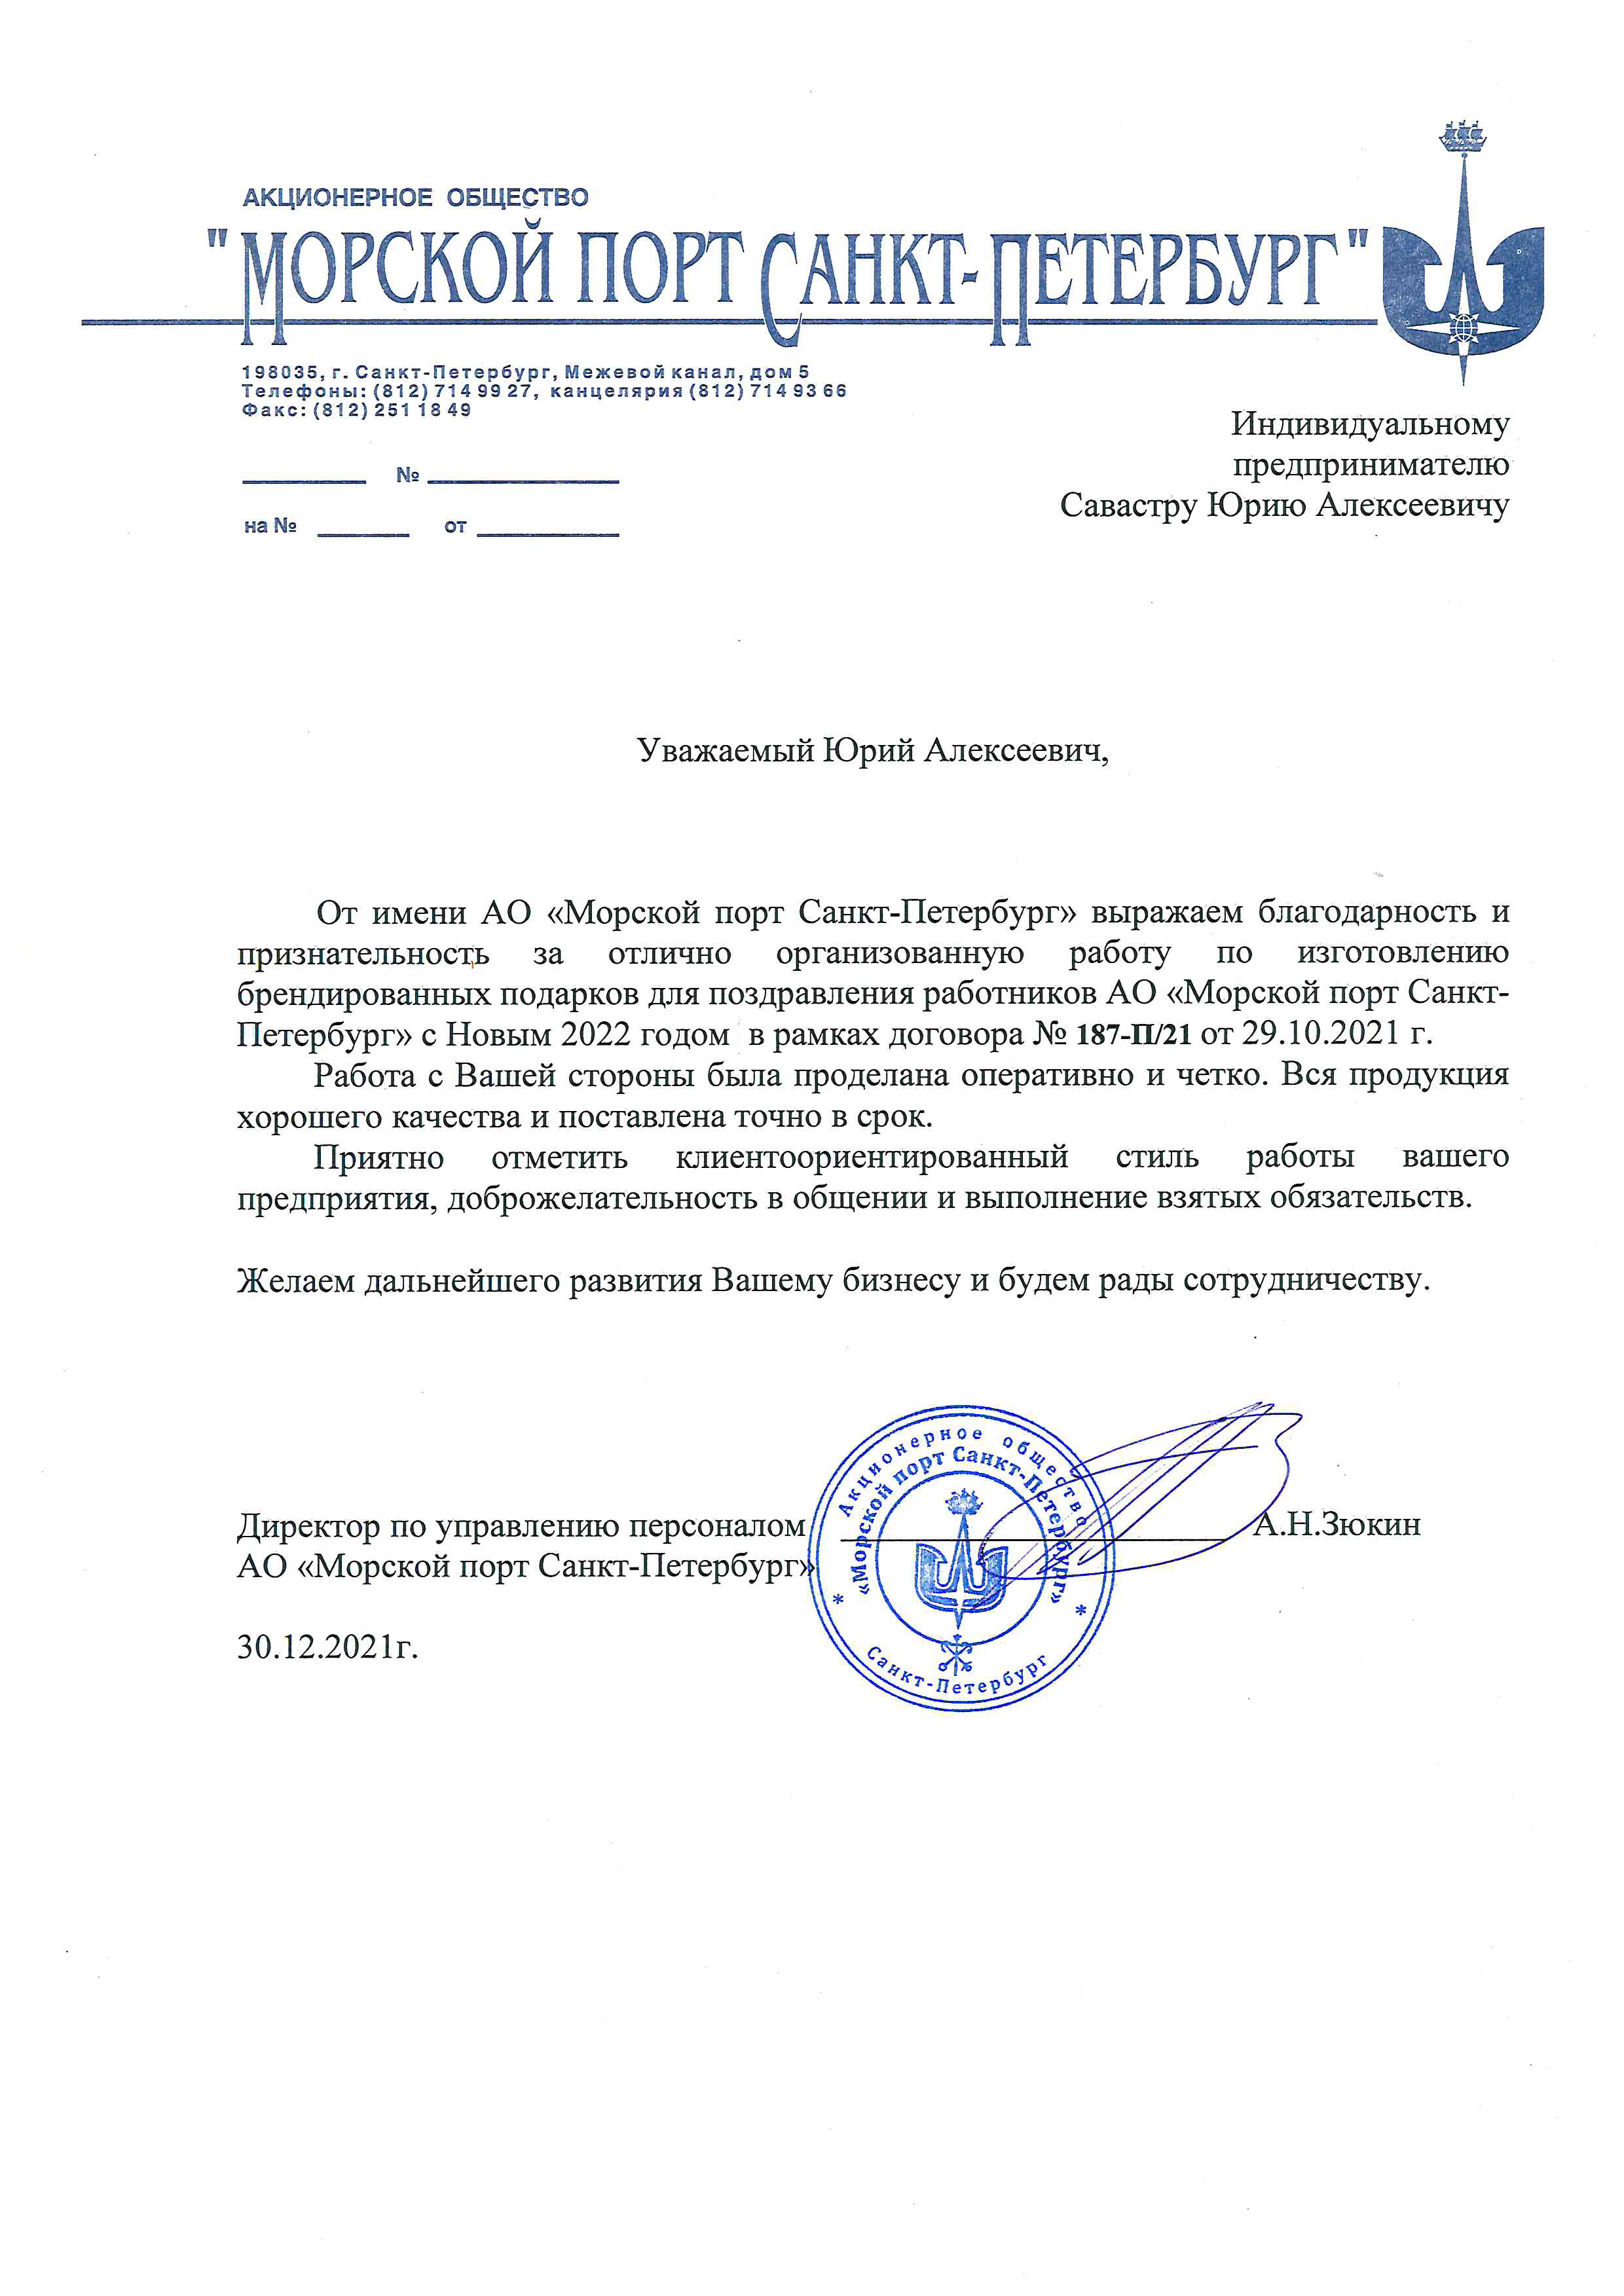 АКЦИОНЕРНОЕ ОБЩЕСТВО
"МОРСКОЙ ПОРТ САНКТ-ПЕТЕРБУРГ"
198035, г. Санкт-Петербург, Межевой канал, дом 5
Телефоны: (812) 714 99 27, канцелярия (812) 714 93 66
Факс: (812) 251 18 49
__________ № ________________
на № ________ от ____________
Индивидуальному
предпринимателю
Савастру Юрию Алексеевичу
Уважаемый Юрий Алексеевич,
От имени АО «Морской порт Санкт-Петербург» выражаем благодарность и
признательность за отлично организованную работу по изготовлению
брендированных подарков для поздравления работников АО «Морской порт Санкт-
Петербург» с Новым 2022 годом в рамках договора № 187-П/21 от 29.10.2021 г.
Работа с Вашей стороны была проделана оперативно и четко. Вся продукция
хорошего качества и поставлена точно в срок.
Приятно отметить клиентоориентированный стиль работы вашего
предприятия, доброжелательность в общении и выполнение взятых обязательств.
Желаем дальнейшего развития Вашему бизнесу и будем рады сотрудничеству.
Директор по управлению персоналом ______________________ А.Н.Зюкин
АО «Морской порт Санкт-Петербург»
30.12.2021г.
Акционерное общество
«Морской порт Санкт-Петербург»
* Санкт-Петербург *